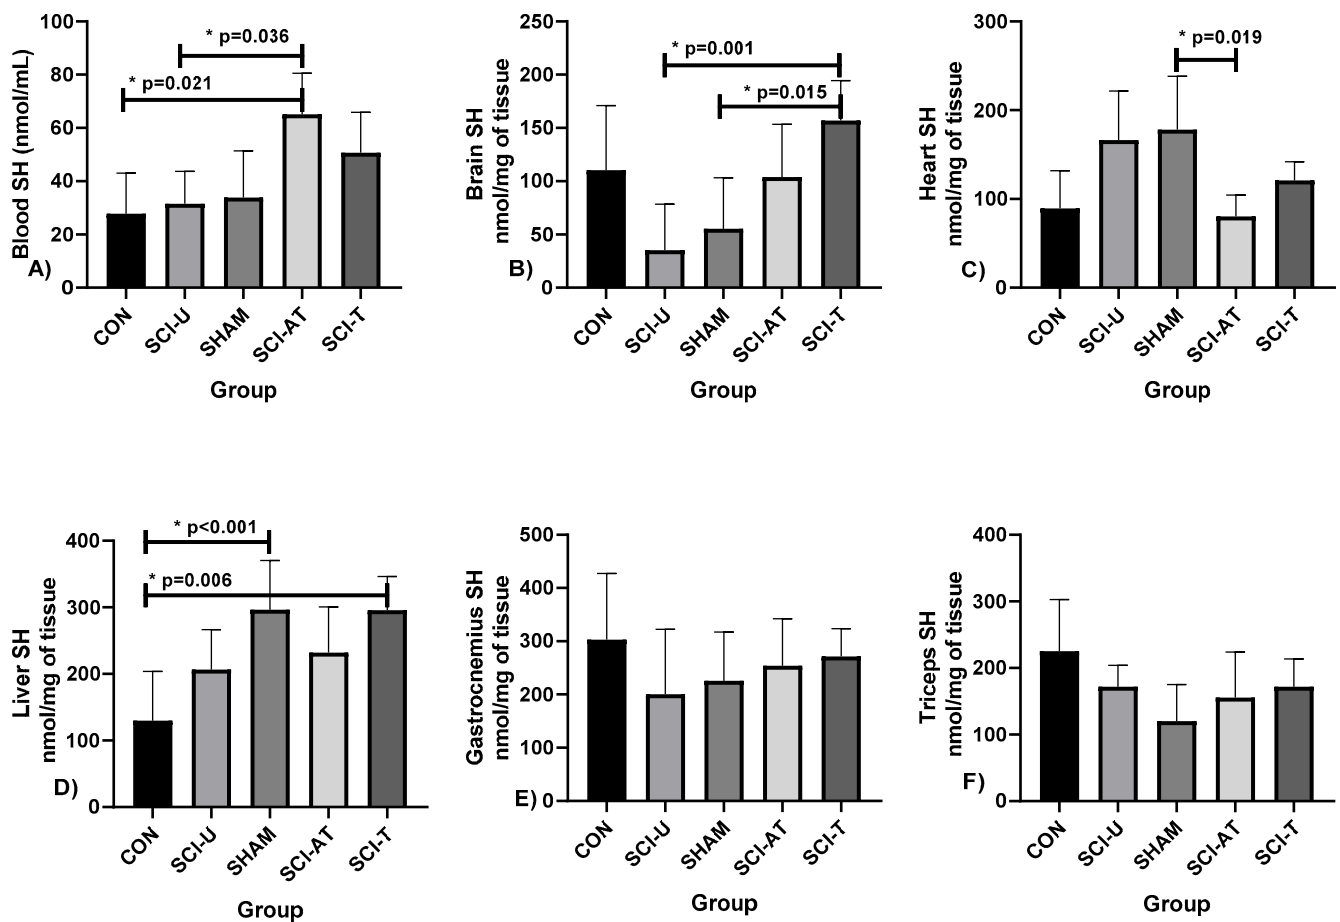 100
80
60
40
20
0
Blood SH (nmol/mL)
A)
* p=0.036
* p=0.021
CON
SCI-U
SHAM
SCI-AT
SCI-T
Group
250
200
150
100
50
0
Brain SH
nmol/mg of tissue
B)
* p=0.001
* p=0.015
CON
SCI-U
SHAM
SCI-AT
SCI-T
Group
300
200
100
0
Heart SH
nmol/mg of tissue
C)
* p=0.019
CON
SCI-U
SHAM
SCI-AT
SCI-T
Group
400
300
200
100
0
Liver SH
nmol/mg of tissue
D)
* p<0.001
* p=0.006
CON
SCI-U
SHAM
SCI-AT
SCI-T
Group
500
400
300
200
100
0
Gastrocnemius SH
nmol/mg of tissue
E)
CON
SCI-U
SHAM
SCI-AT
SCI-T
Group
400
300
200
100
0
Triceps SH
nmol/mg of tissue
F)
CON
SCI-U
SHAM
SCI-AT
SCI-T
Group